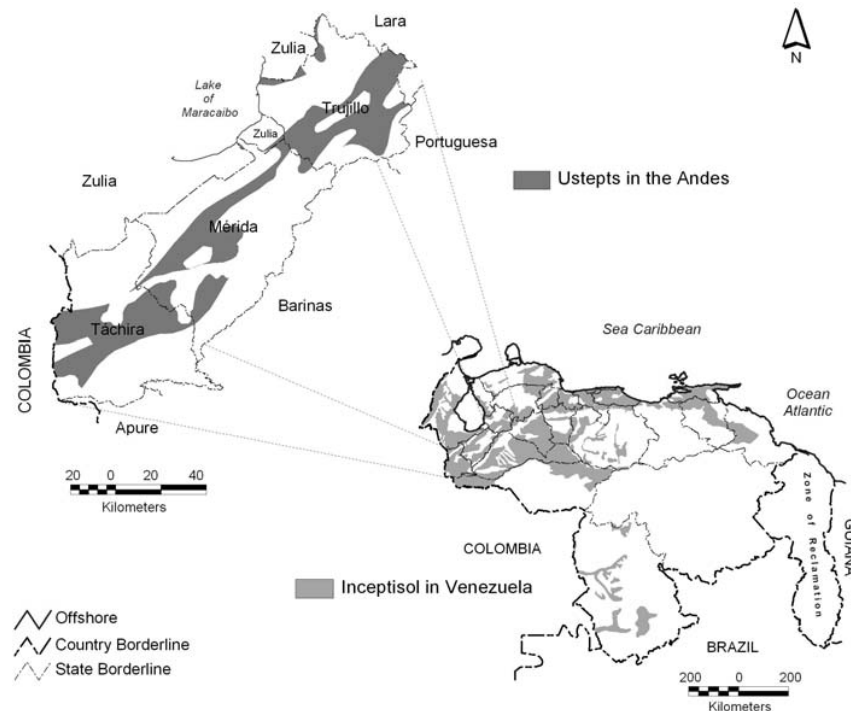 Lara
Zulia
N
Lake
of
Maracaibo
Trujillo
Zulia
Portuguesa
Zulia
Ustepts in the Andes
Mérida
Barinas
Táchira
COLOMBIA
Sea Caribbean
Ocean
Atlantic
Apure
20 0 20 40
Kilometers
Zone of Reclamation
GUIANA
COLOMBIA
Inceptisol in Venezuela
Offshore
Country Borderline
State Borderline
BRAZIL
200 0 200
Kilometers